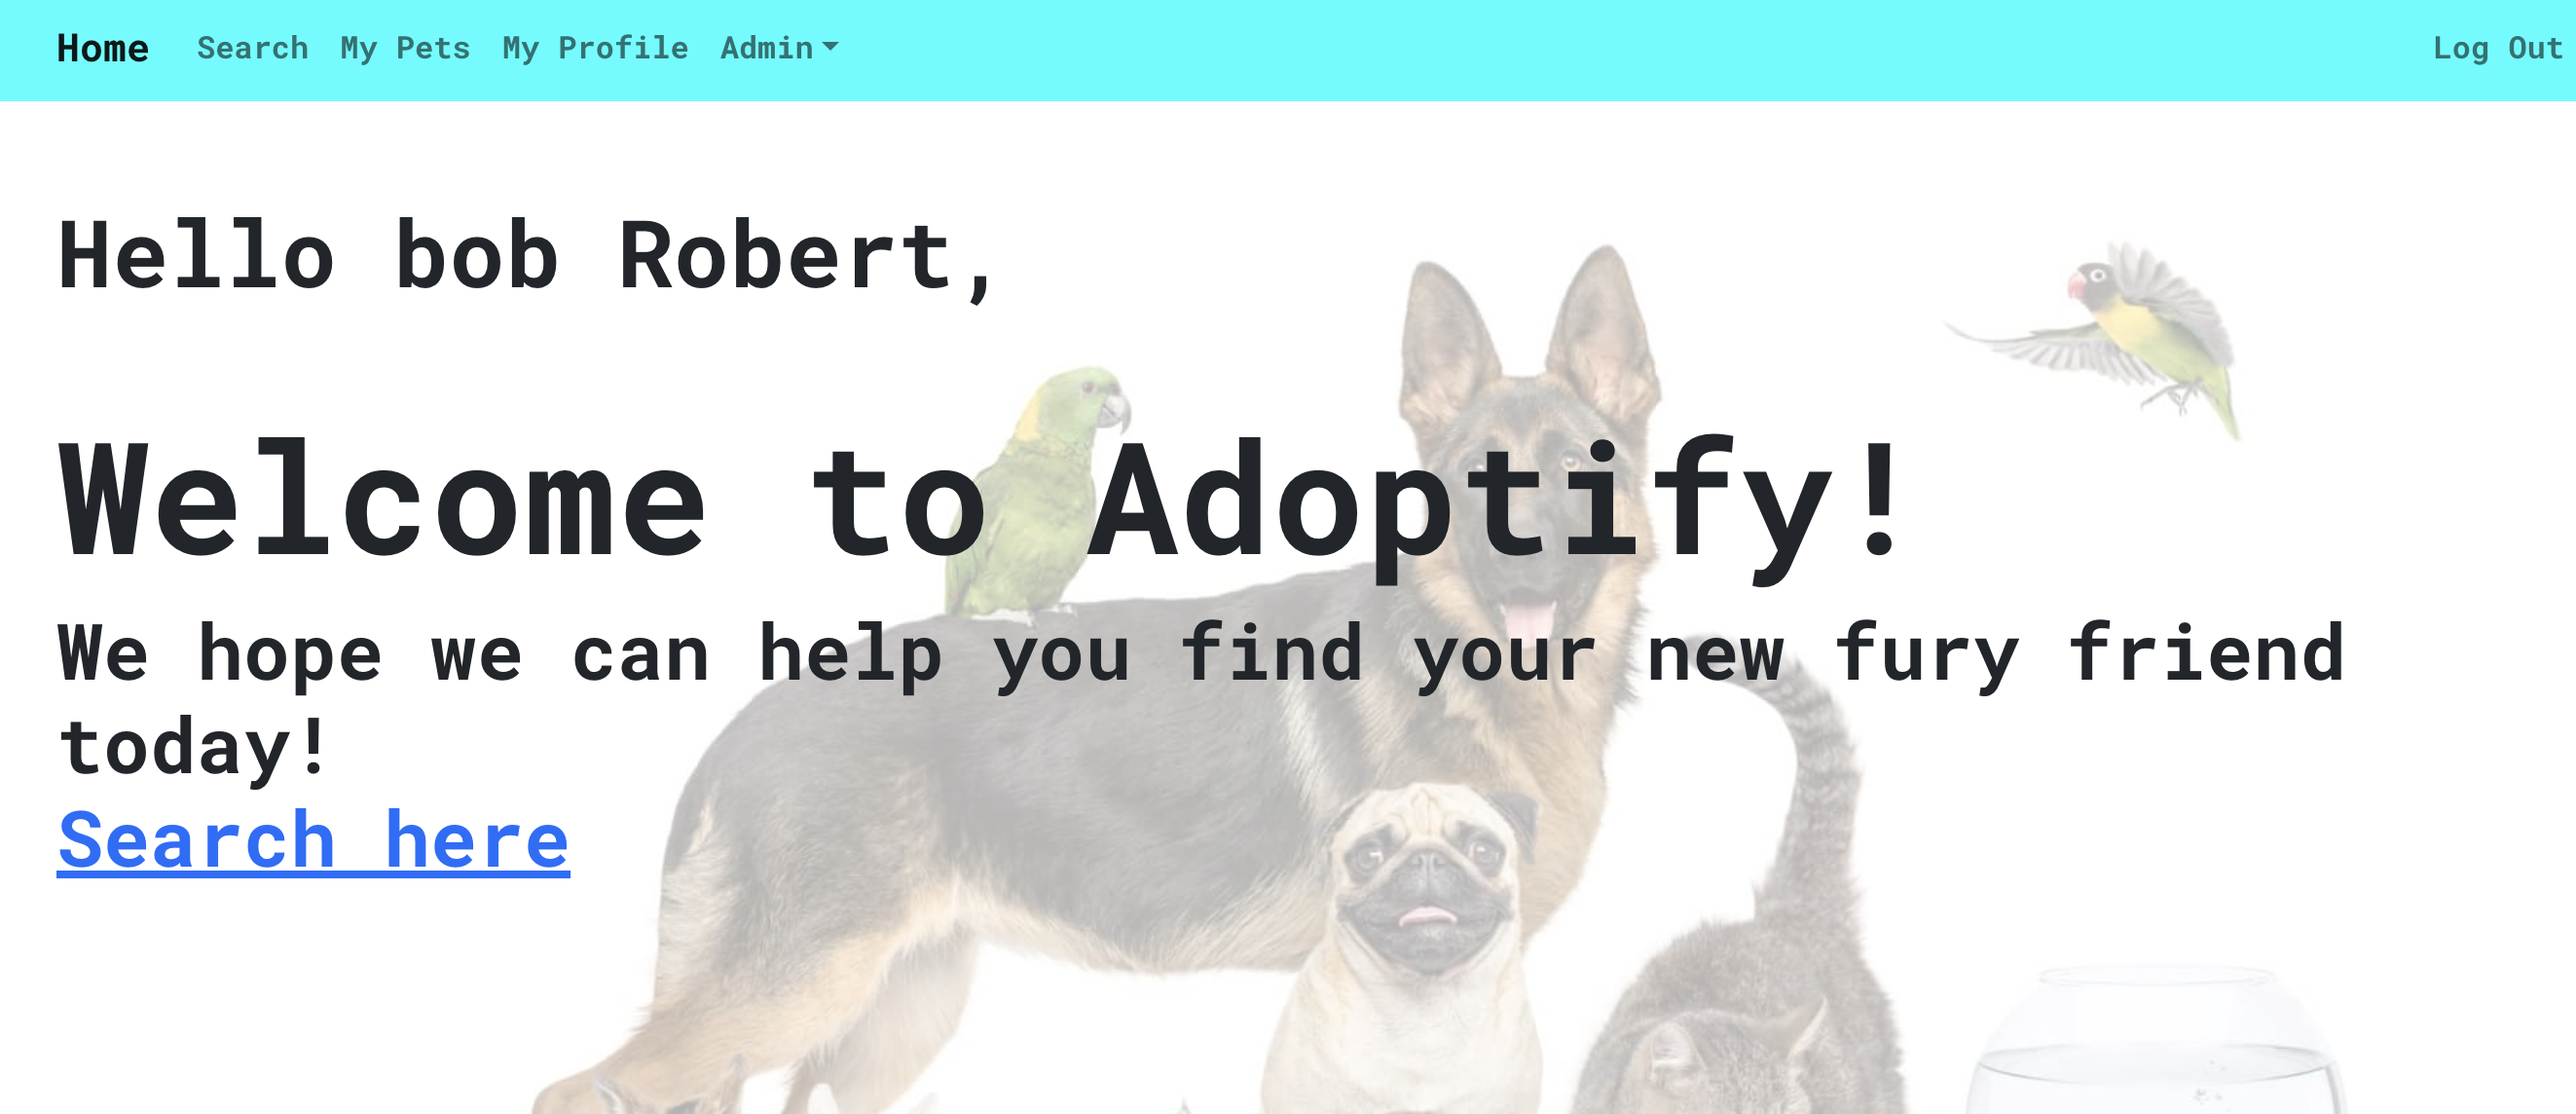 Home Search My Pets My Profile Admin Log Out
Hello bob Robert,
Welcome to Adoptify!
We hope we can help you find your new fury friend
today!
Search here